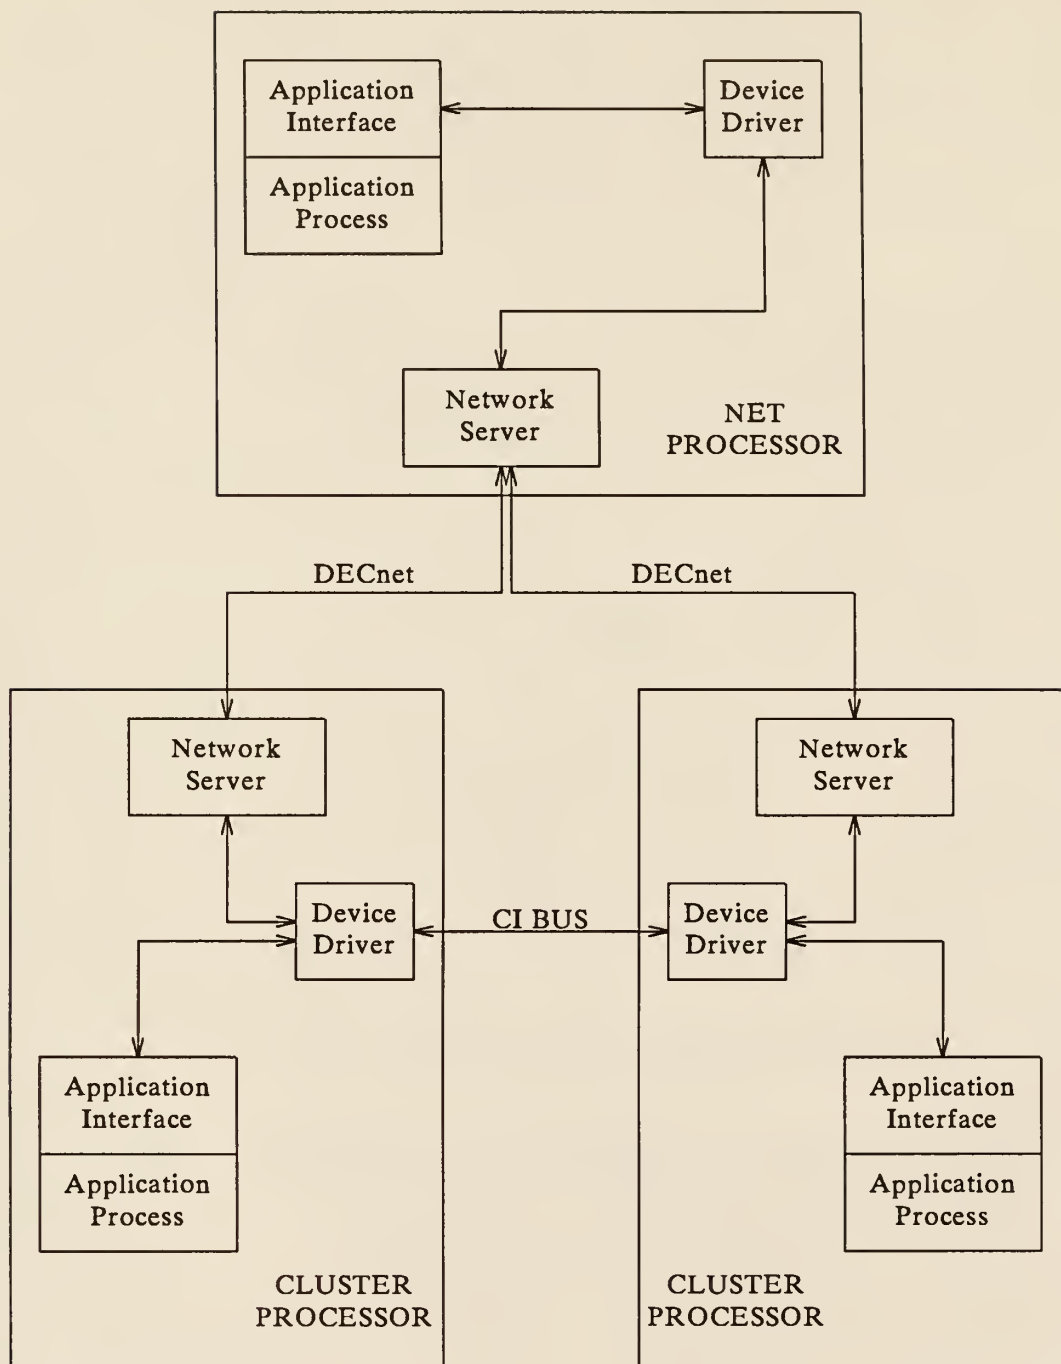 Application
Interface
Device
Driver
Application
Process
Network
Server
NET
PROCESSOR
DECnet
DECnet
Network
Server
Network
Server
Device
Driver
CI BUS
Device
Driver
Application
Interface
Application
Interface
Application
Process
Application
Process
CLUSTER
PROCESSOR
CLUSTER
PROCESSOR